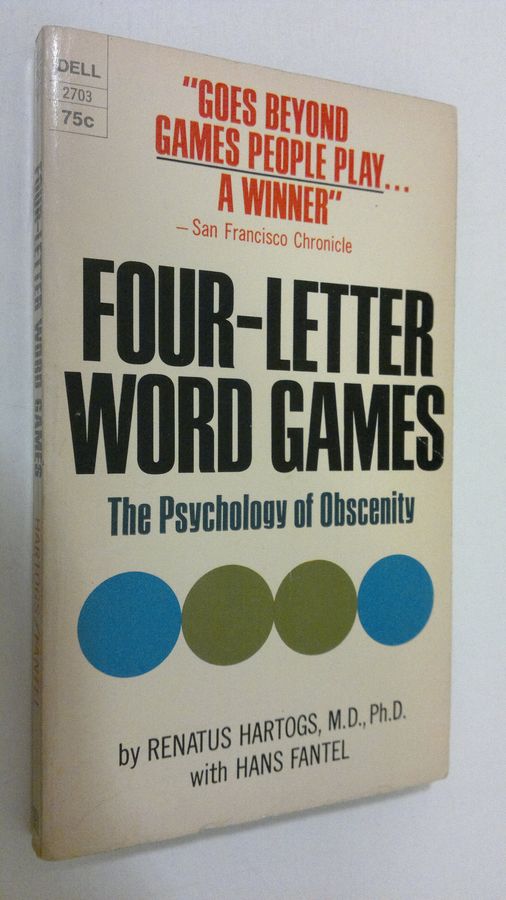 DELL
2703
75c
"GOES BEYOND
GAMES PEOPLE PLAY...
A WINNER"
– San Francisco Chronicle
FOUR-LETTER
WORD GAMES
The Psychology of Obscenity
by RENATUS HARTOGS, M.D., Ph.D.
with HANS FANTEL
FOUR-LETTER WORD GAMES HARTOGS/FANTEL